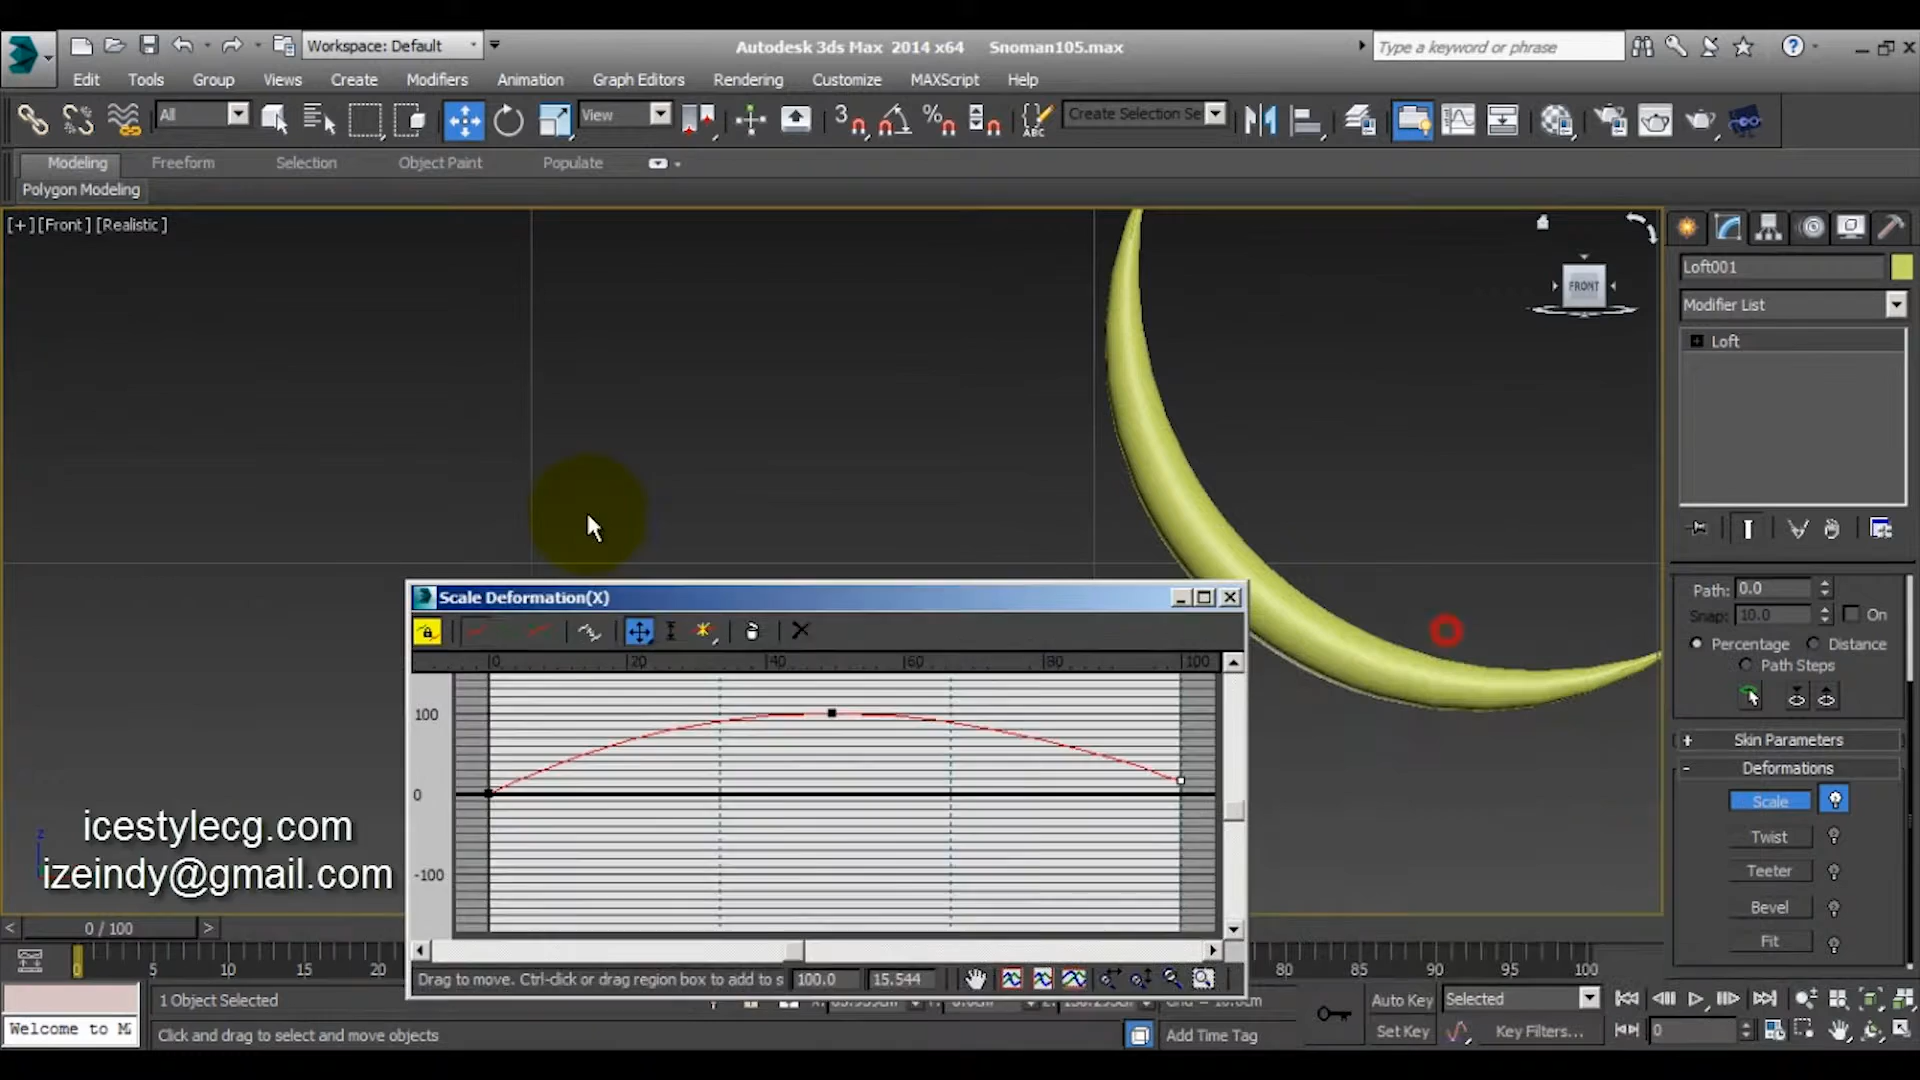 Workspace: Default
Autodesk 3ds Max 2014 x64 Snoman105.max
Type a keyword or phrase
Edit Tools Group Views Create Modifiers Animation Graph Editors Rendering Customize MAXScript Help
All
View
3
%
ABC
Create Selection Se
Modeling Freeform Selection Object Paint Populate
Polygon Modeling
[+][Front][Realistic]
FRONT
Loft001
Modifier List
Loft
Path: 0.0
Snap: 10.0 On
Percentage Distance
Path Steps
Skin Parameters
Deformations
Scale
Twist
Teeter
Bevel
Fit
Scale Deformation(X)
0 20 40 60 80 100
100
0
-100
Drag to move. Ctrl-click or drag region box to add to s 100.0 15.544
icestylecg.com
izeindy@gmail.com
z
0 / 100
0 5 10 15 20 80 85 90 95 100
1 Object Selected
Auto Key Selected
Welcome to M
Click and drag to select and move objects
Add Time Tag
Set Key Key Filters... 0